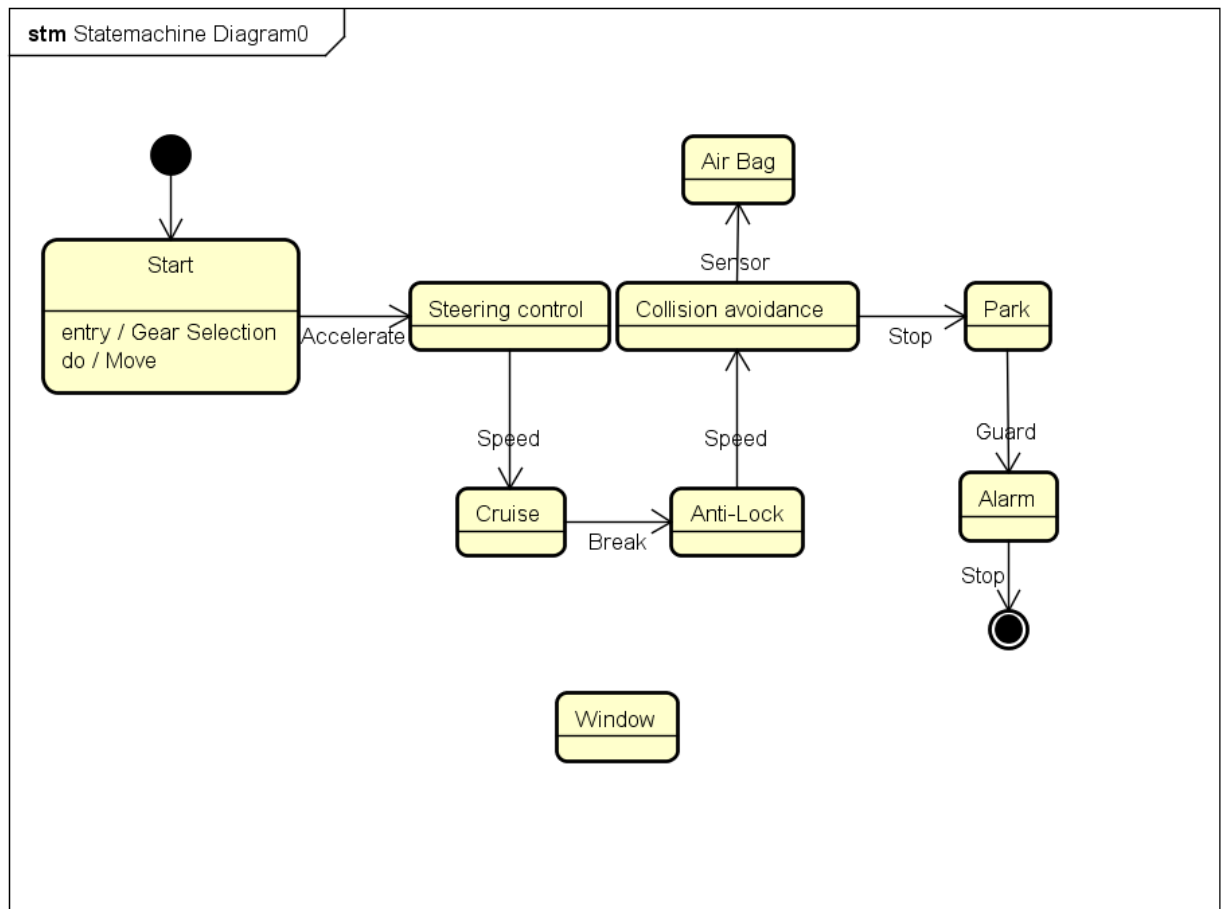 stm Statemachine Diagram0
Air Bag
Start
Sensor
entry / Gear Selection
do / Move
Accelerate
Steering control
Collision avoidance
Stop
Park
Speed
Speed
Guard
Cruise
Break
Anti-Lock
Alarm
Stop
Window